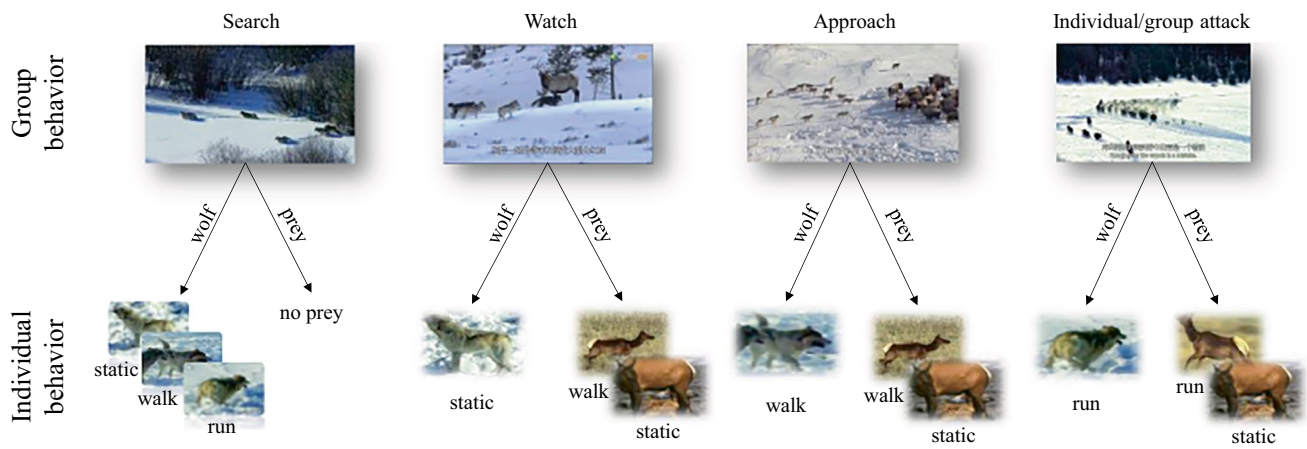 Search
Watch
Approach
Individual/group attack
Group
behavior
wolf
prey
wolf
prey
wolf
prey
wolf
prey
Individual
behavior
static
walk
run
no prey
static
walk
static
walk
walk
static
run
run
static